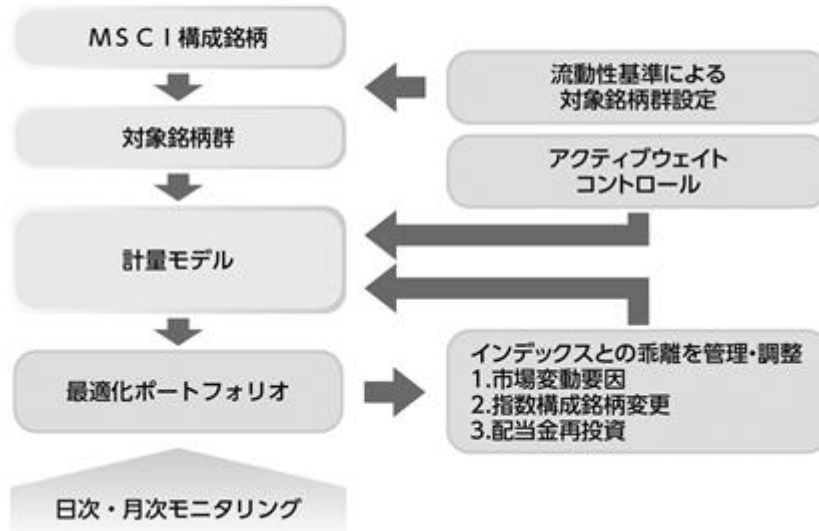 ＭＳＣＩ構成銘柄
流動性基準による
対象銘柄群設定
対象銘柄群
アクティブウェイト
コントロール
計量モデル
最適化ポートフォリオ
インデックスとの乖離を管理・調整
1.市場変動要因
2.指数構成銘柄変更
3.配当金再投資
日次・月次モニタリング